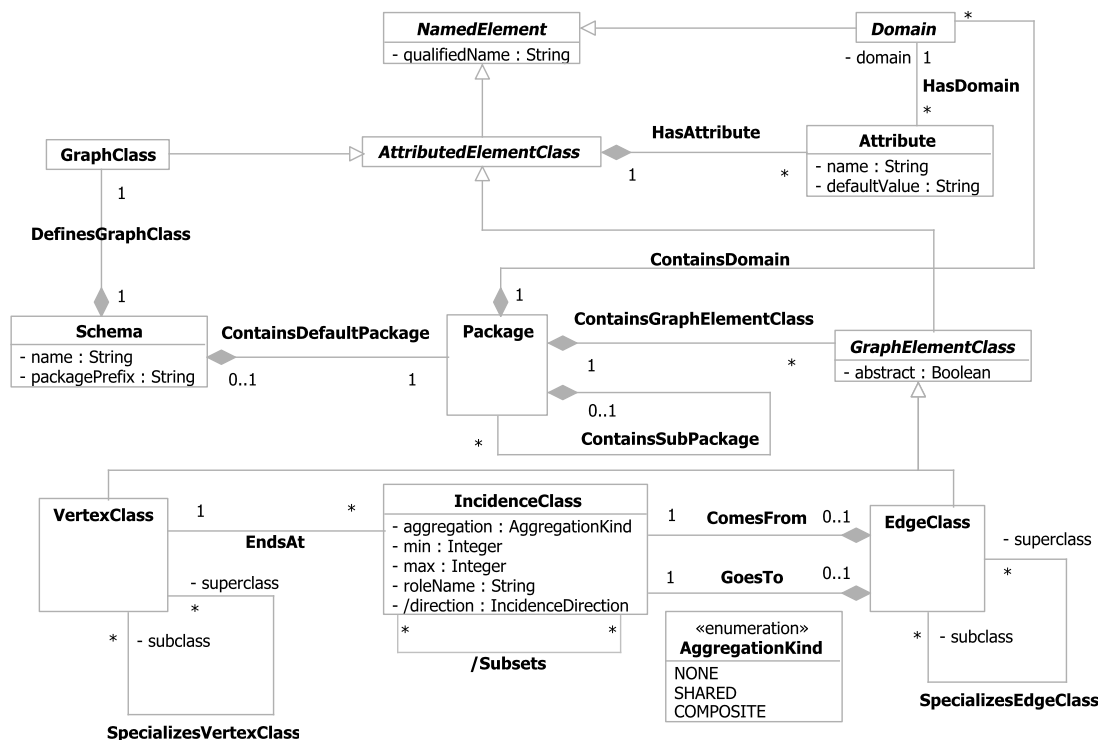 NamedElement
- qualifiedName : String
Domain
*
- domain
1
HasDomain
*
GraphClass
AttributedElementClass
HasAttribute
1
*
Attribute
- name : String
- defaultValue : String
1
DefinesGraphClass
1
ContainsDomain
1
Schema
- name : String
- packagePrefix : String
ContainsDefaultPackage
0..1
1
Package
ContainsGraphElementClass
1
*
GraphElementClass
- abstract : Boolean
0..1
*
ContainsSubPackage
VertexClass
1
*
EndsAt
- superclass
*
*
- subclass
SpecializesVertexClass
IncidenceClass
- aggregation : AggregationKind
- min : Integer
- max : Integer
- roleName : String
- /direction : IncidenceDirection
*
*
/Subsets
1
ComesFrom
0..1
1
GoesTo
0..1
EdgeClass
- superclass
*
*
- subclass
SpecializesEdgeClass
«enumeration»
AggregationKind
NONE
SHARED
COMPOSITE